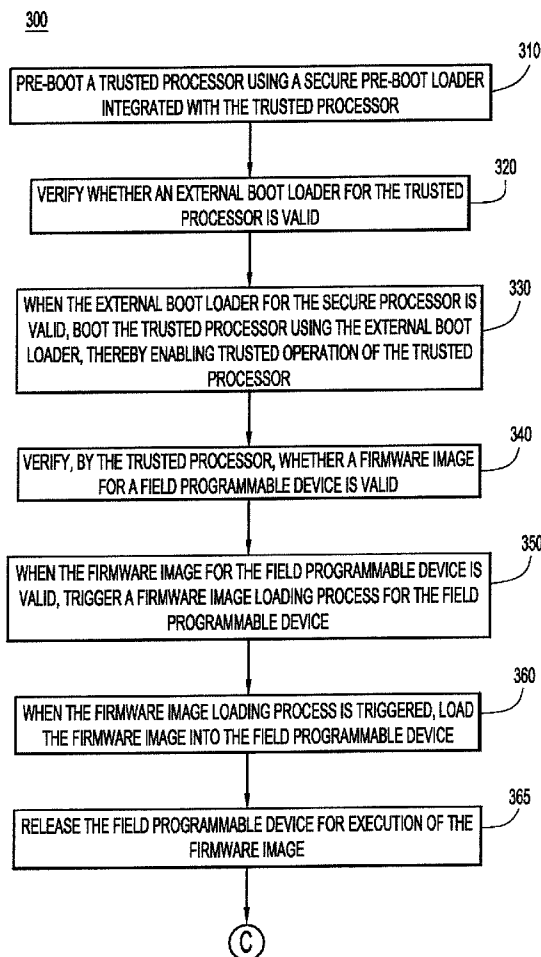 300
310
PRE-BOOT A TRUSTED PROCESSOR USING A SECURE PRE-BOOT LOADER
INTEGRATED WITH THE TRUSTED PROCESSOR
320
VERIFY WHETHER AN EXTERNAL BOOT LOADER FOR THE TRUSTED
PROCESSOR IS VALID
330
WHEN THE EXTERNAL BOOT LOADER FOR THE SECURE PROCESSOR IS
VALID, BOOT THE TRUSTED PROCESSOR USING THE EXTERNAL BOOT
LOADER, THEREBY ENABLING TRUSTED OPERATION OF THE TRUSTED
PROCESSOR
340
VERIFY, BY THE TRUSTED PROCESSOR, WHETHER A FIRMWARE IMAGE
FOR A FIELD PROGRAMMABLE DEVICE IS VALID
350
WHEN THE FIRMWARE IMAGE FOR THE FIELD PROGRAMMABLE DEVICE IS
VALID, TRIGGER A FIRMWARE IMAGE LOADING PROCESS FOR THE FIELD
PROGRAMMABLE DEVICE
360
WHEN THE FIRMWARE IMAGE LOADING PROCESS IS TRIGGERED, LOAD
THE FIRMWARE IMAGE INTO THE FIELD PROGRAMMABLE DEVICE
365
RELEASE THE FIELD PROGRAMMABLE DEVICE FOR EXECUTION OF THE
FIRMWARE IMAGE
C